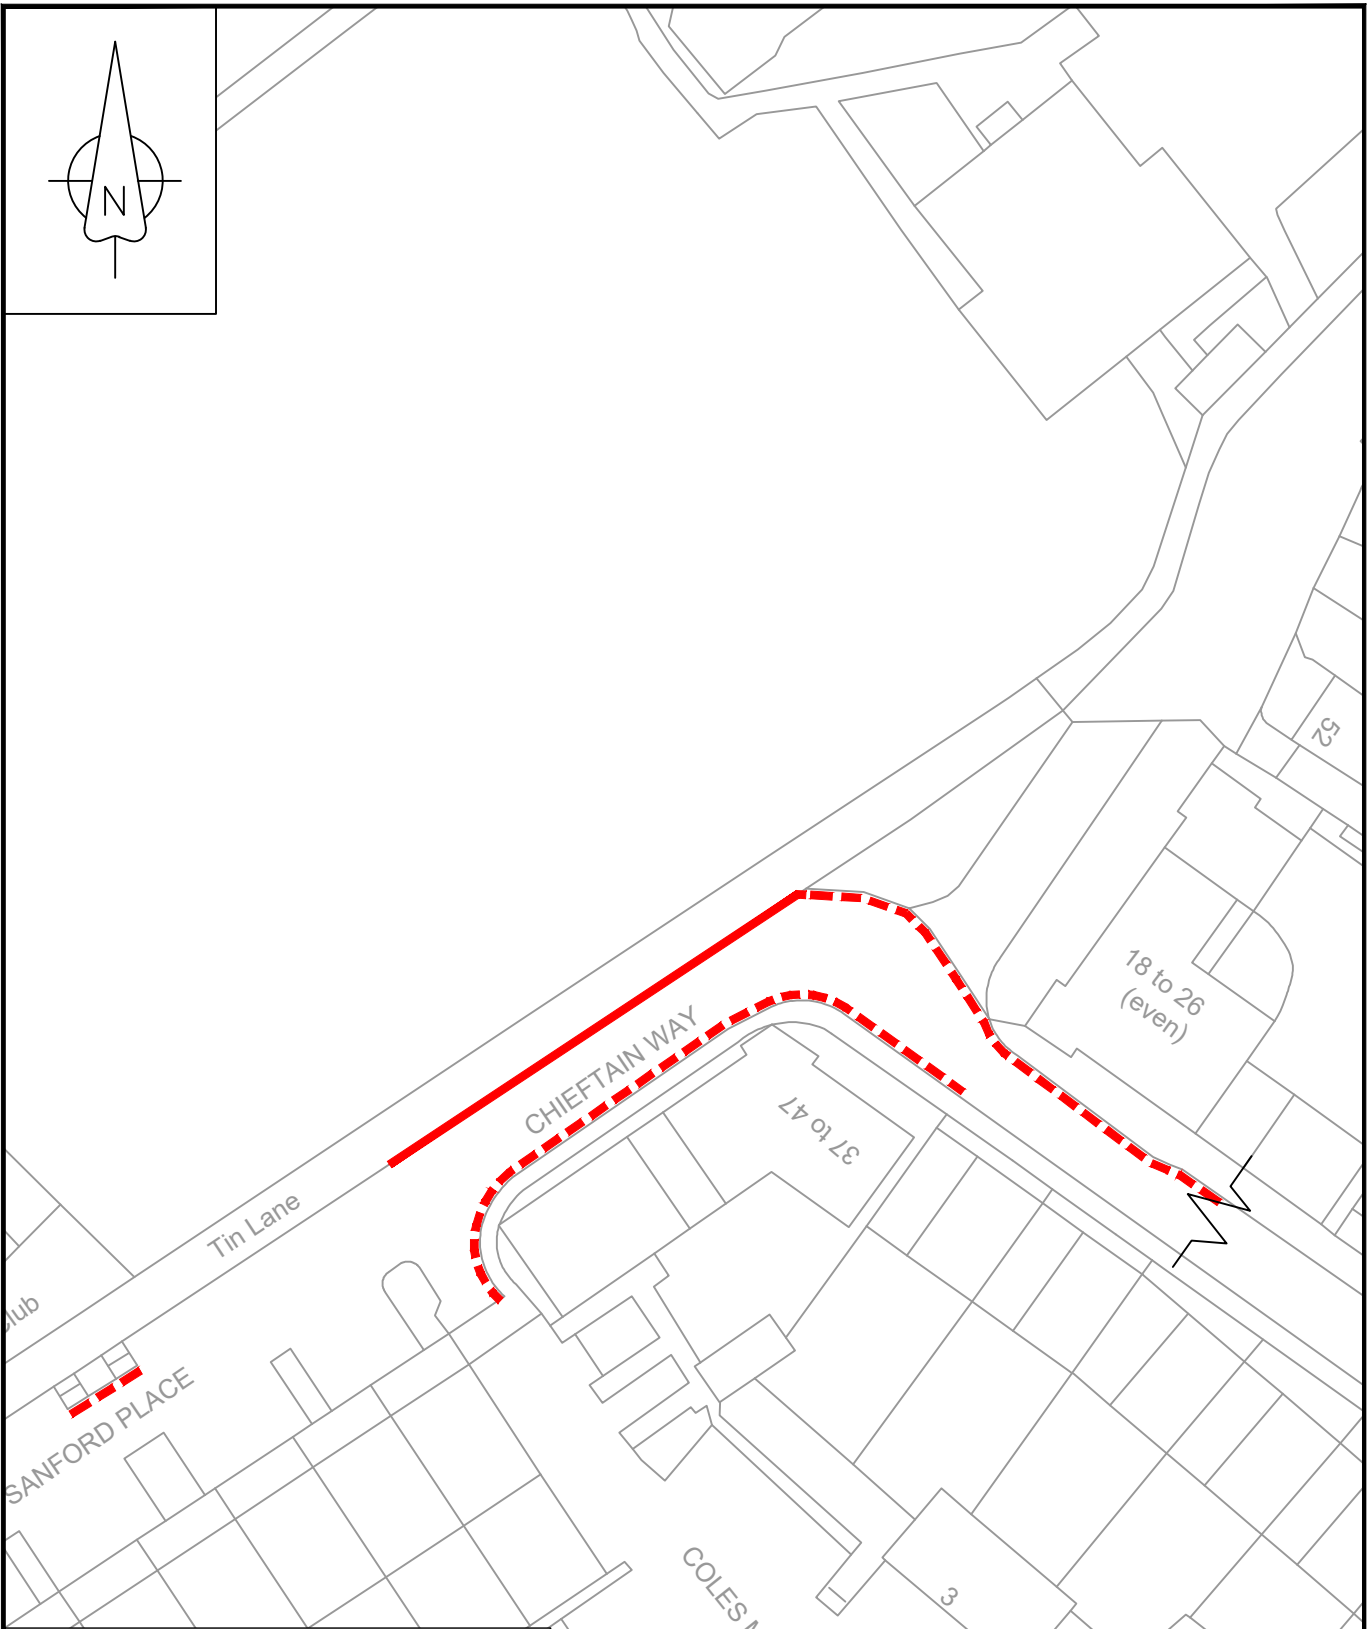 N
52
18 to 26
(even)
CHIEFTAIN WAY
37 to 47
Tin Lane
SANFORD PLACE
3